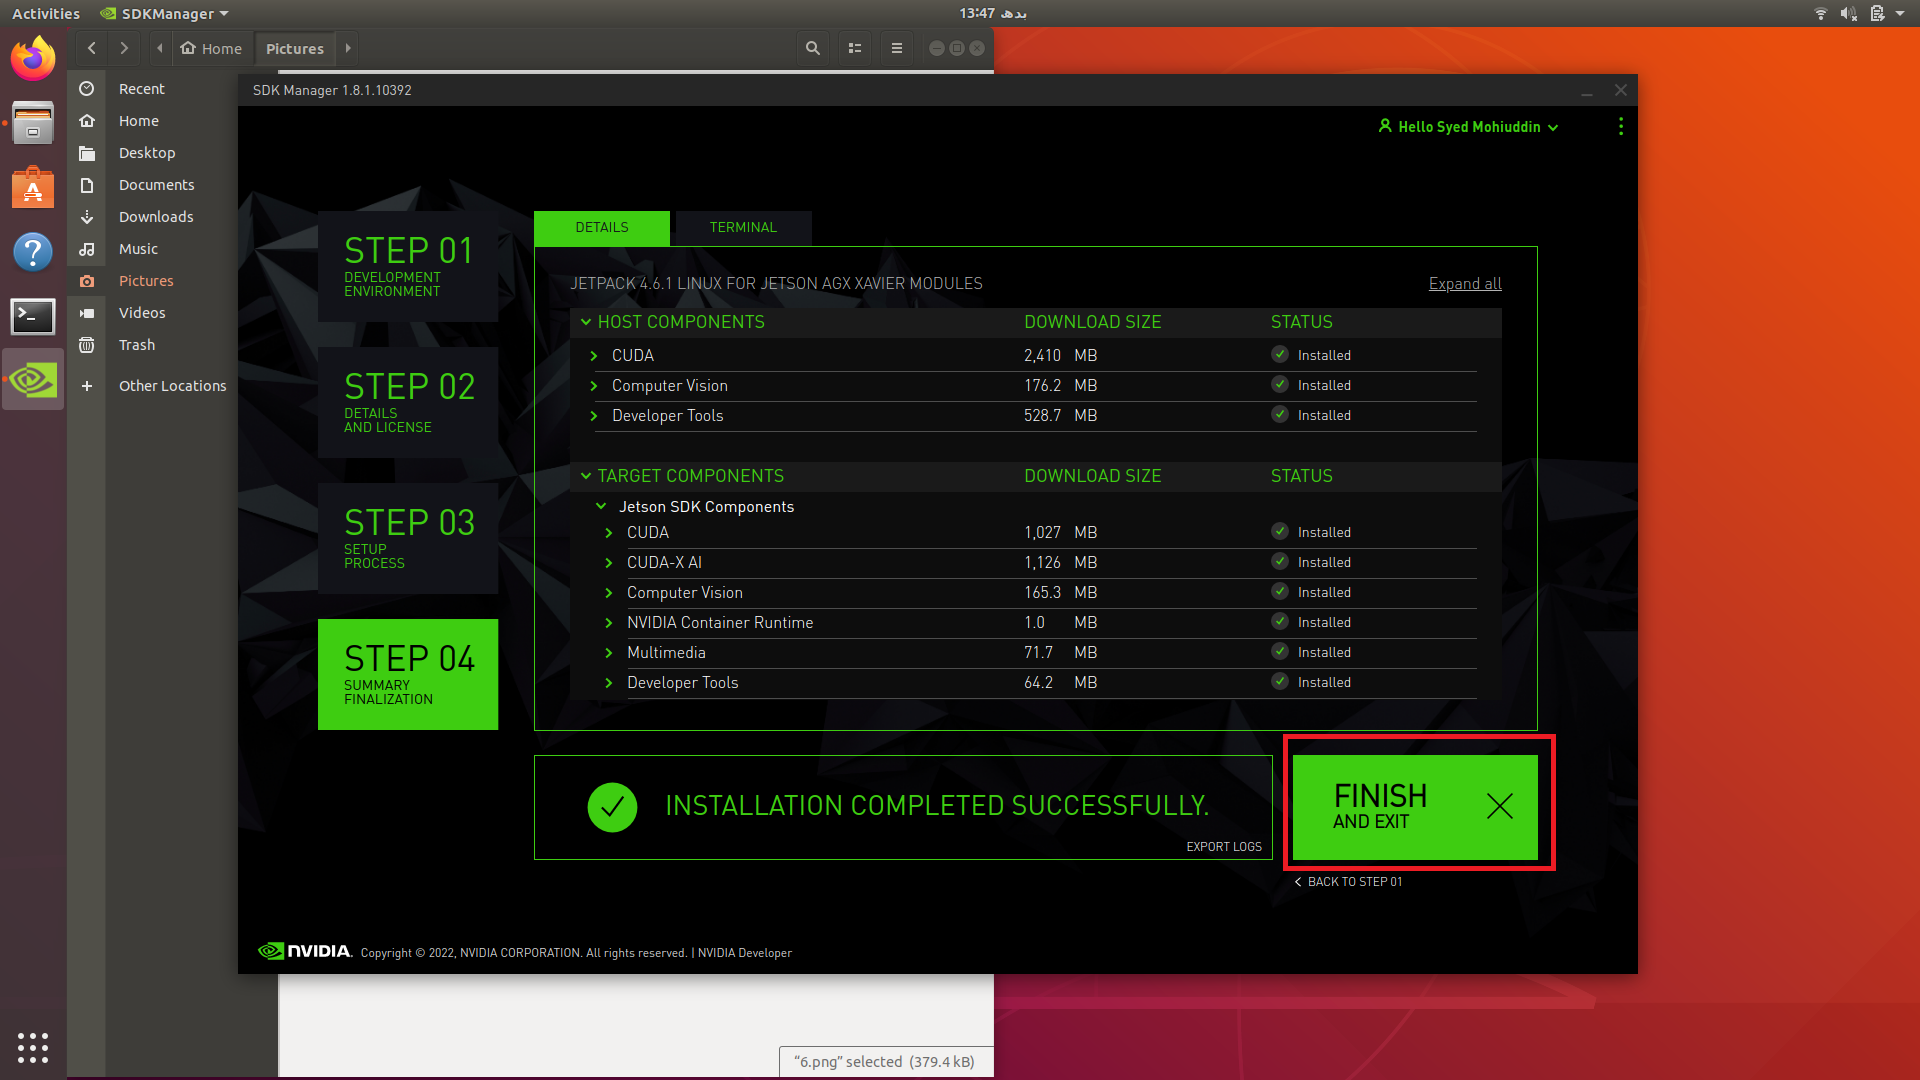 Activities
SDKManager
13:47 بدھ
Home
Pictures
Recent
Home
Desktop
Documents
Downloads
Music
Pictures
Videos
Trash
Other Locations
SDK Manager 1.8.1.10392
Hello Syed Mohiuddin
STEP 01
DEVELOPMENT
ENVIRONMENT
STEP 02
DETAILS
AND LICENSE
STEP 03
SETUP
PROCESS
STEP 04
SUMMARY
FINALIZATION
DETAILS
TERMINAL
JETPACK 4.6.1 LINUX FOR JETSON AGX XAVIER MODULES
Expand all
HOST COMPONENTS DOWNLOAD SIZE STATUS
CUDA 2,410 MB Installed
Computer Vision 176.2 MB Installed
Developer Tools 528.7 MB Installed
TARGET COMPONENTS DOWNLOAD SIZE STATUS
Jetson SDK Components
CUDA 1,027 MB Installed
CUDA-X AI 1,126 MB Installed
Computer Vision 165.3 MB Installed
NVIDIA Container Runtime 1.0 MB Installed
Multimedia 71.7 MB Installed
Developer Tools 64.2 MB Installed
INSTALLATION COMPLETED SUCCESSFULLY.
EXPORT LOGS
FINISH
AND EXIT
BACK TO STEP 01
NVIDIA. Copyright © 2022, NVIDIA CORPORATION. All rights reserved. | NVIDIA Developer
“6.png” selected (379.4 kB)